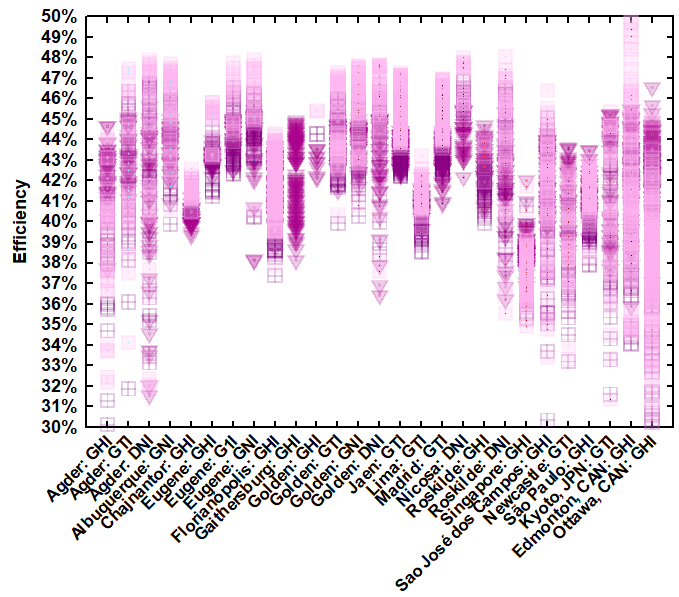 50%
49%
48%
47%
46%
45%
44%
43%
42%
41%
40%
39%
38%
37%
36%
35%
34%
33%
32%
31%
30%
Efficiency
Agder: GHI
Agder: GTI
Agder: DNI
Albuquerque: GNI
Chajnantor: GHI
Eugene: GHI
Eugene: G1I
Eugene: GNI
Florianopolis: GHI
Gaithersburg: GHI
Golden: GHI
Golden: GTI
Golden: GNI
Golden: DNI
Jaen: GTI
Lima: GTI
Madrid: GTI
Nicosa: DNI
Roskilde: GHI
Roskilde: DNI
Singapore: GHI
Sao José dos Campos: GHI
Newcastle: GTI
São Paulo: GHI
Kyoto, JPN: GTI
Edmonton, CAN: GHI
Ottawa, CAN: GHI